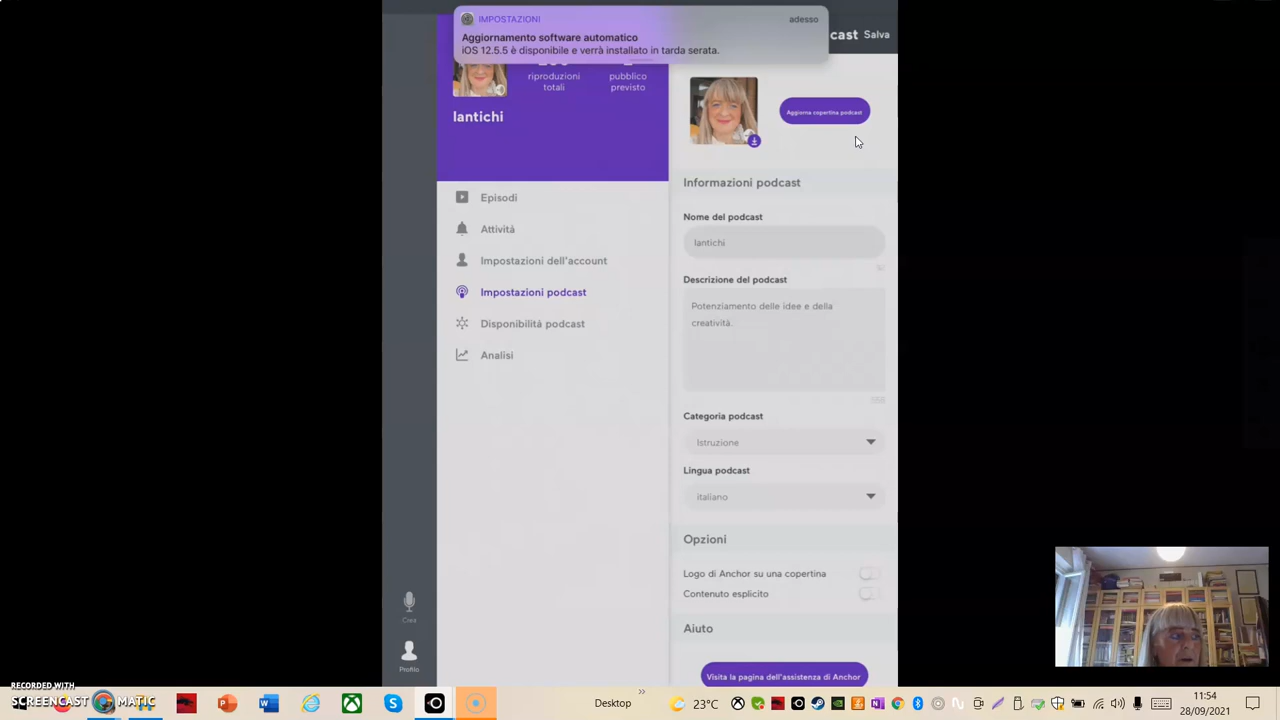 IMPOSTAZIONI
adesso
Aggiornamento software automatico
iOS 12.5.5 è disponibile e verrà installato in tarda serata.
cast
Salva
riproduzioni
totali
pubblico
previsto
lantichi
Episodi
Attività
Impostazioni dell'account
Impostazioni podcast
Disponibilità podcast
Analisi
Aggiorna copertina podcast
Informazioni podcast
Nome del podcast
lantichi
Descrizione del podcast
Potenziamento delle idee e della
creatività.
Categoria podcast
Istruzione
Lingua podcast
italiano
Opzioni
Logo di Anchor su una copertina
Contenuto esplicito
Aiuto
Visita la pagina dell'assistenza di Anchor
Crea
Profilo
RECORDED WITH
SCREENCAST MATIC
Desktop
23°C
11:54
28/09/2021